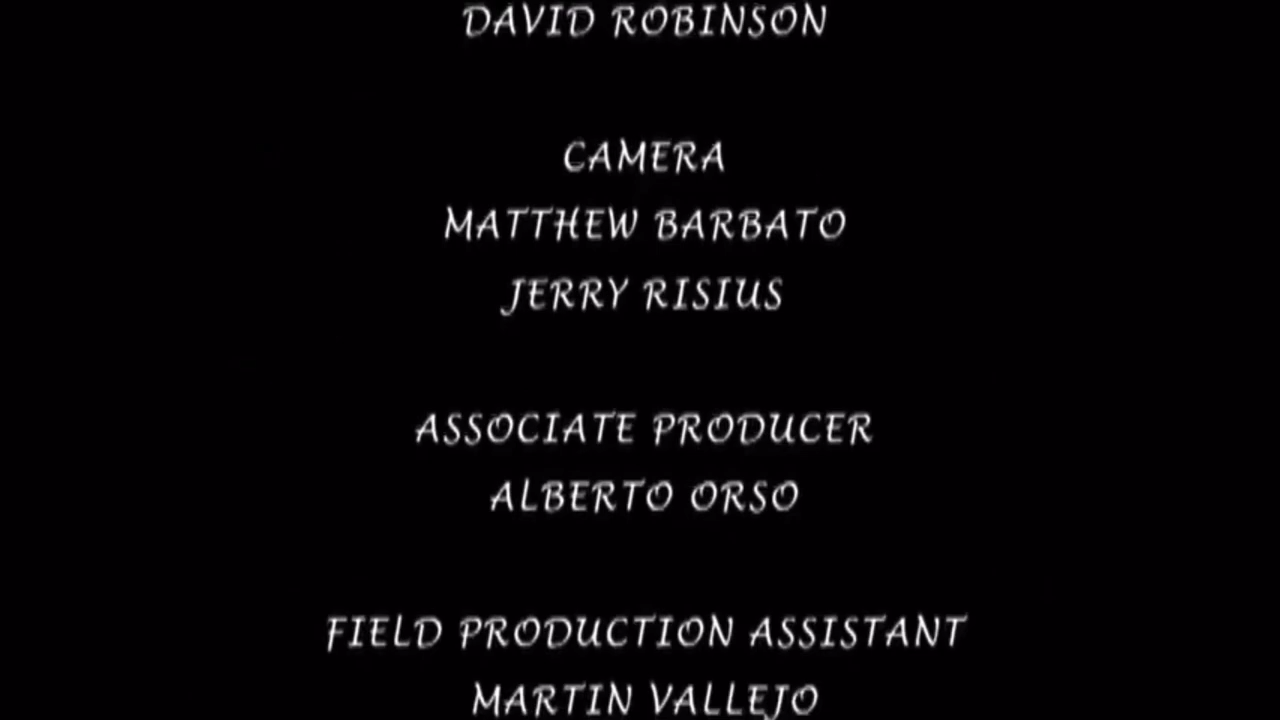 DAVID ROBINSON
CAMERA
MATTHEW BARBATO
JERRY RISIUS
ASSOCIATE PRODUCER
ALBERTO ORSO
FIELD PRODUCTION ASSISTANT
MARTIN VALLEJO